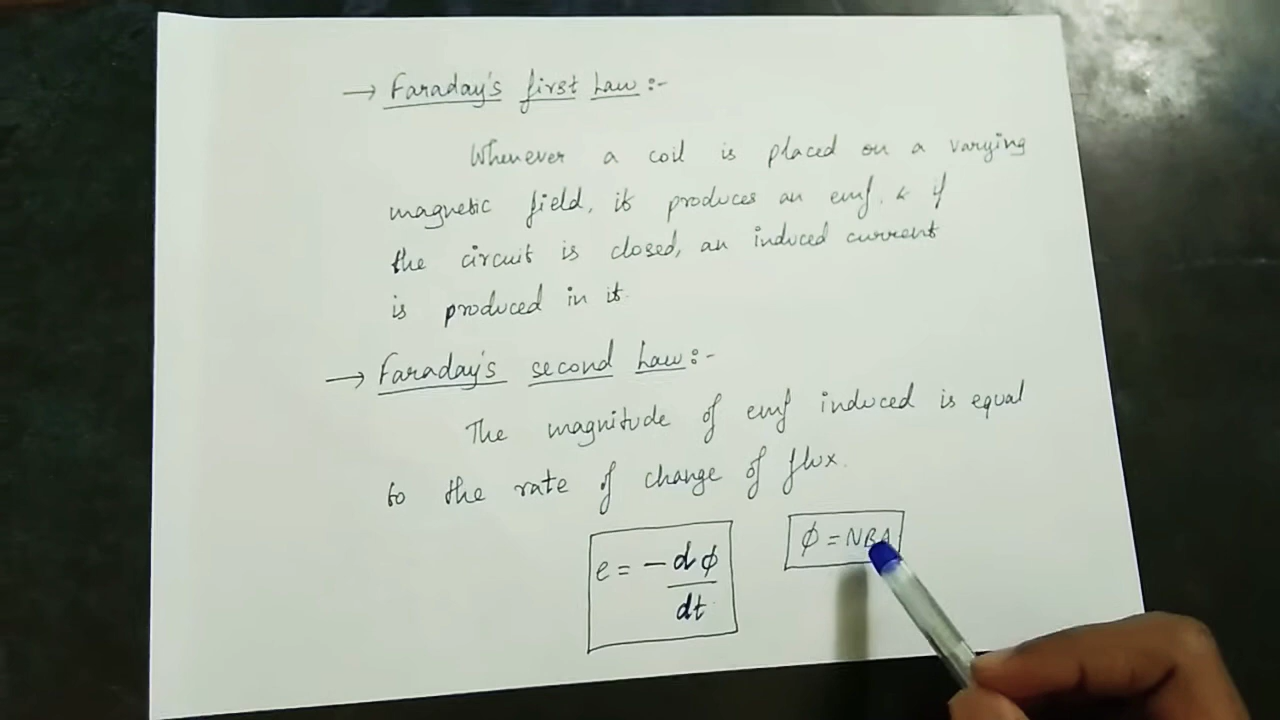 → Faraday's first Law :-
Whenever a coil is placed on a varying
magnetic field, it produces an emf. & if
the circuit is closed, an induced current
is produced in it.
→ Faraday's second Law :-
The magnitude of emf induced is equal
to the rate of change of flux.
e = - dϕ/dt
ϕ = NBA